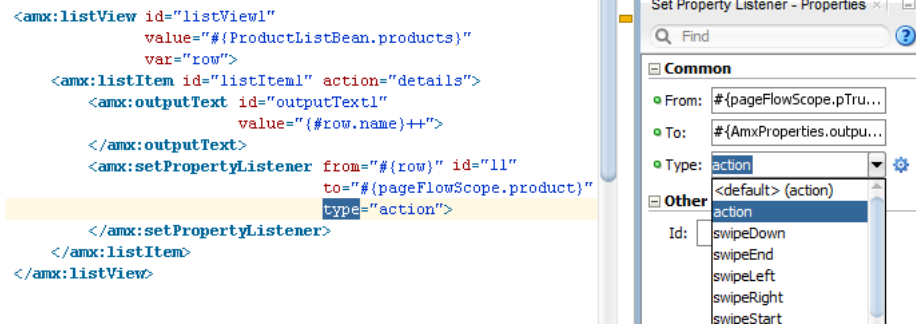 <amx:listView id="listView1"
value="#{ProductListBean.products}"
var="row">
<amx:listItem id="listItem1" action="details">
<amx:outputText id="outputText1"
value="{#row.name}++">
</amx:outputText>
<amx:setPropertyListener from="#{row}" id="l1"
to="#{pageFlowScope.product}"
type="action">
</amx:setPropertyListener>
</amx:listItem>
</amx:listView>
Set Property Listener - Properties
Find
Common
From: #{pageFlowScope.pTru...
To: #{AmxProperties.outpu...
Type: action
<default> (action)
Other
action
Id:
swipeDown
swipeEnd
swipeLeft
swipeRight
swipeStart